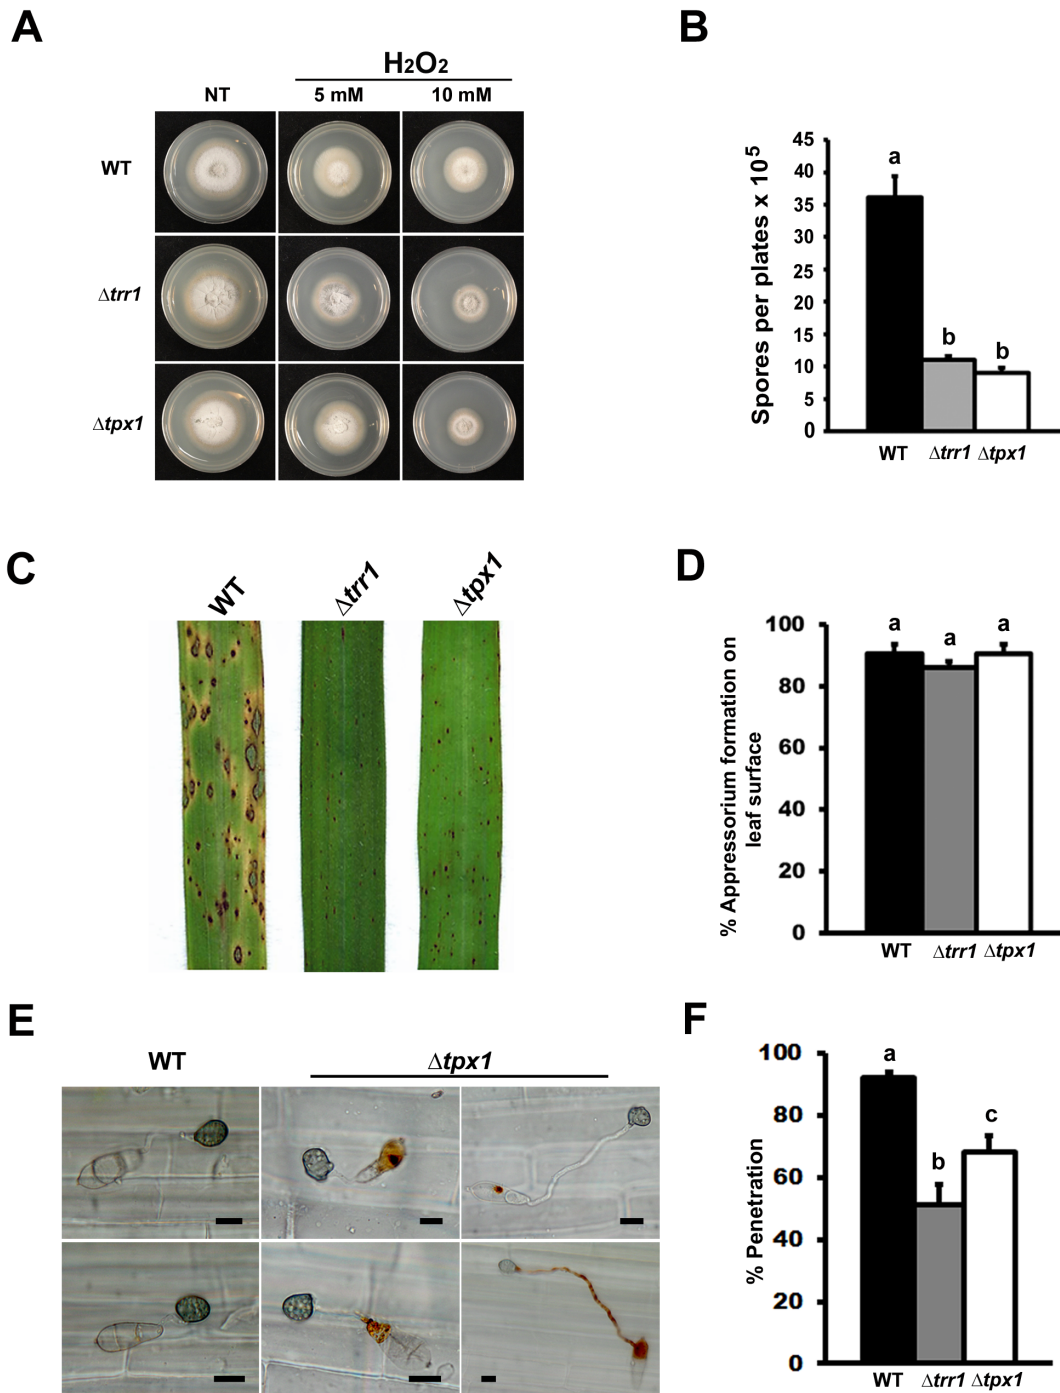 A
H2O2
NT 5 mM 10 mM
WT
Δtrr1
Δtpx1
B
Spores per plates x 10⁵
45
40
35
30
25
20
15
10
5
0
a
b
b
WT Δtrr1 Δtpx1
C
WT Δtrr1 Δtpx1
D
% Appressorium formation on
leaf surface
100
80
60
40
20
0
a a a
WT Δtrr1 Δtpx1
E
WT Δtpx1
F
% Penetration
100
80
60
40
20
0
a
b
c
WT Δtrr1 Δtpx1